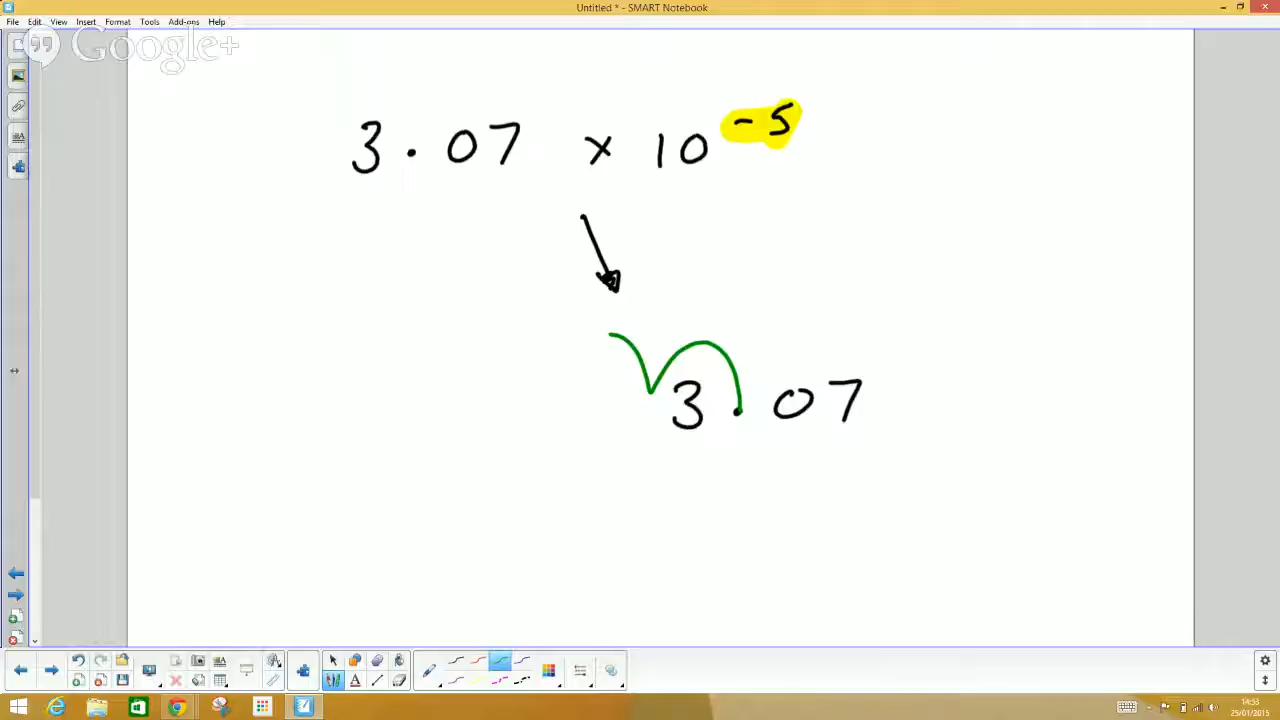 Untitled * - SMART Notebook
File Edit View Insert Format Tools Add-ons Help
Google+
3.07 × 10⁻⁵
3.07
14:53
25/01/2015